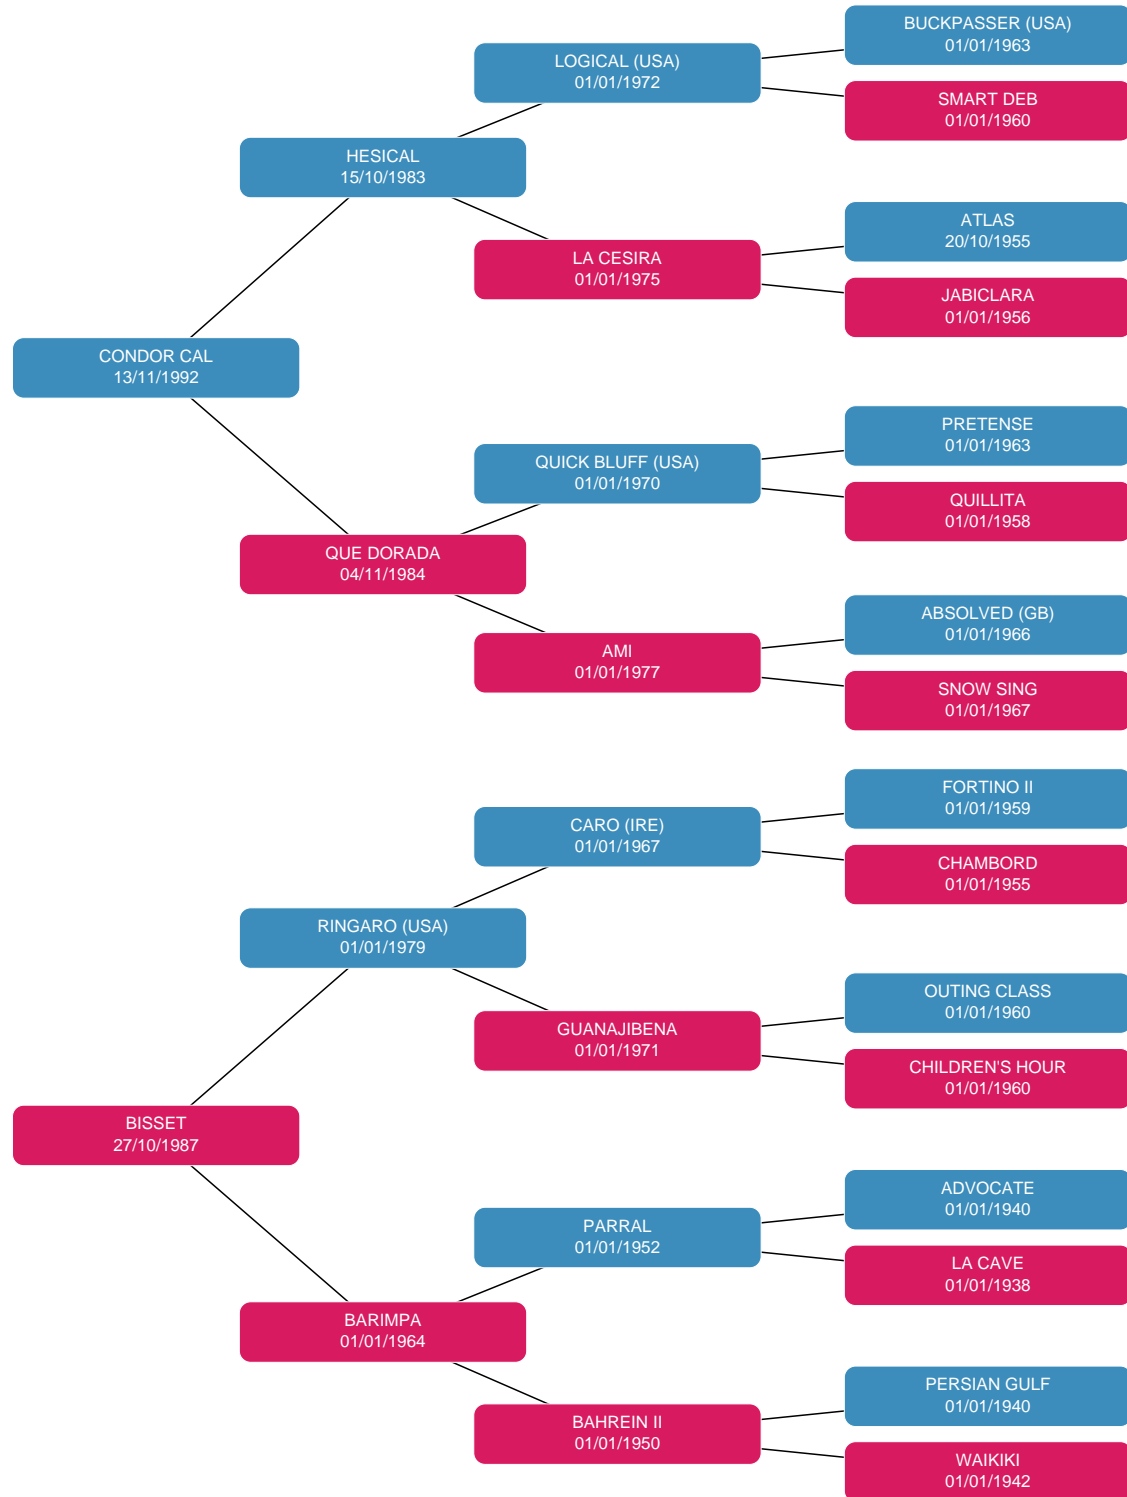 BUCKPASSER (USA)
01/01/1963
LOGICAL (USA)
01/01/1972
SMART DEB
01/01/1960
HESICAL
15/10/1983
ATLAS
20/10/1955
LA CESIRA
01/01/1975
JABICLARA
01/01/1956
CONDOR CAL
13/11/1992
PRETENSE
01/01/1963
QUICK BLUFF (USA)
01/01/1970
QUILLITA
01/01/1958
QUE DORADA
04/11/1984
ABSOLVED (GB)
01/01/1966
AMI
01/01/1977
SNOW SING
01/01/1967
FORTINO II
01/01/1959
CARO (IRE)
01/01/1967
CHAMBORD
01/01/1955
RINGARO (USA)
01/01/1979
OUTING CLASS
01/01/1960
GUANAJIBENA
01/01/1971
CHILDREN'S HOUR
01/01/1960
BISSET
27/10/1987
ADVOCATE
01/01/1940
PARRAL
01/01/1952
LA CAVE
01/01/1938
BARIMPA
01/01/1964
PERSIAN GULF
01/01/1940
BAHREIN II
01/01/1950
WAIKIKI
01/01/1942